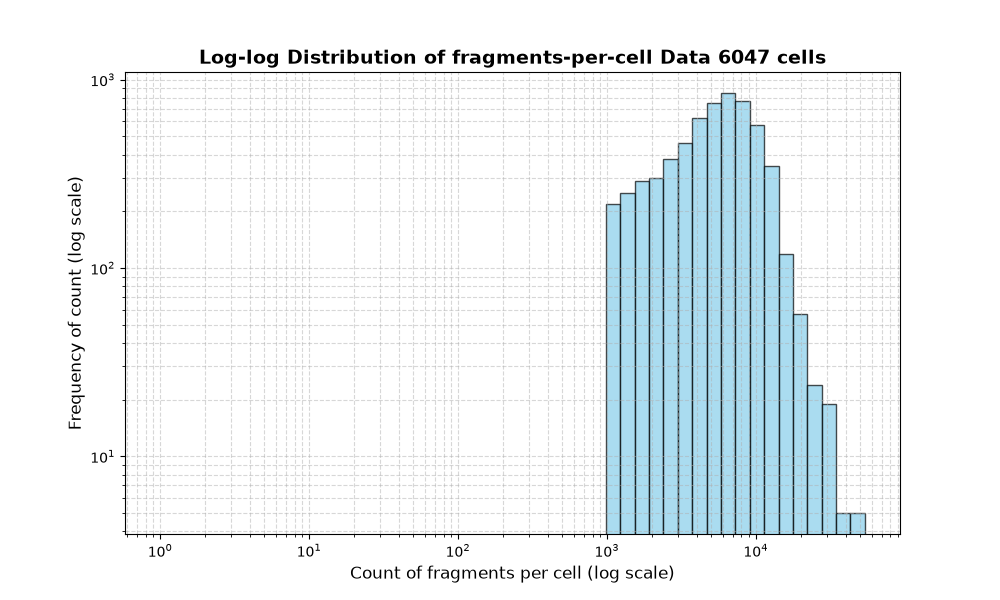 Log-log Distribution of fragments-per-cell Data 6047 cells
Frequency of count (log scale)
10³
10²
10¹
10⁰ 10¹ 10² 10³ 10⁴
Count of fragments per cell (log scale)